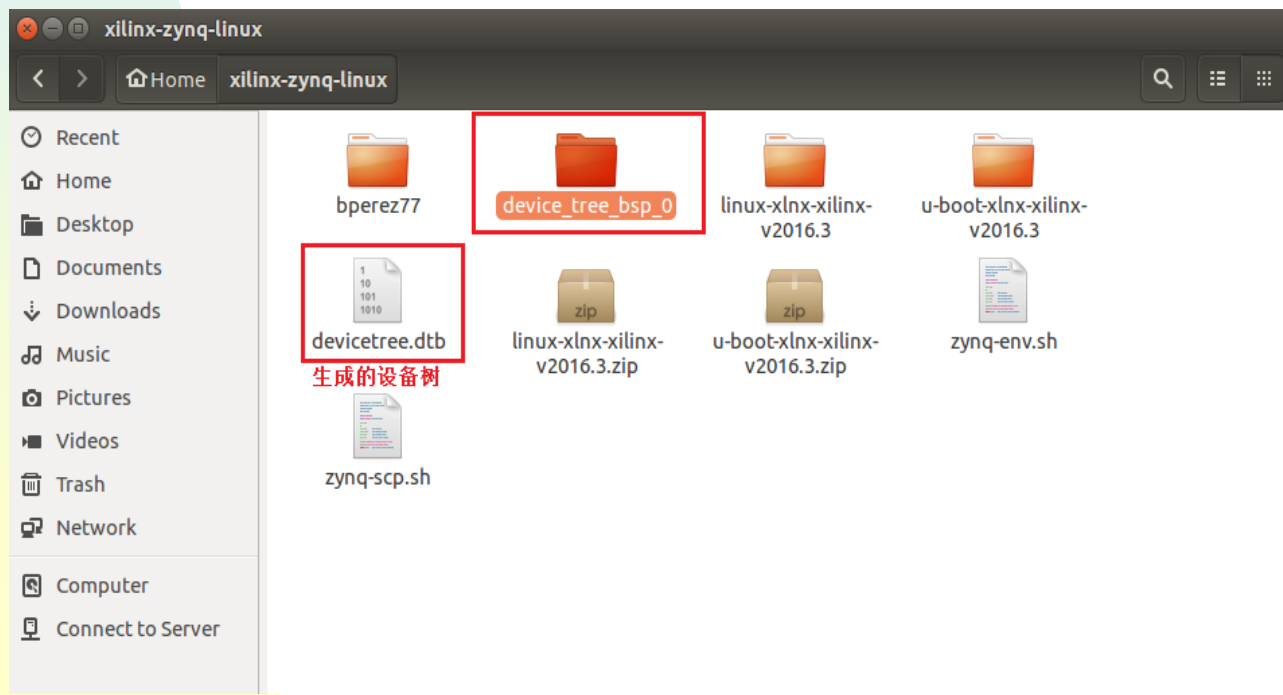 xilinx-zynq-linux
Home
xilinx-zynq-linux
Recent
Home
Desktop
Documents
Downloads
Music
Pictures
Videos
Trash
Network
Computer
Connect to Server
bperez77
device_tree_bsp_0
linux-xlnx-xilinx-
v2016.3
u-boot-xlnx-xilinx-
v2016.3
1
10
101
1010
devicetree.dtb
生成的设备树
zip
linux-xlnx-xilinx-
v2016.3.zip
zip
u-boot-xlnx-xilinx-
v2016.3.zip
zynq-env.sh
zynq-scp.sh